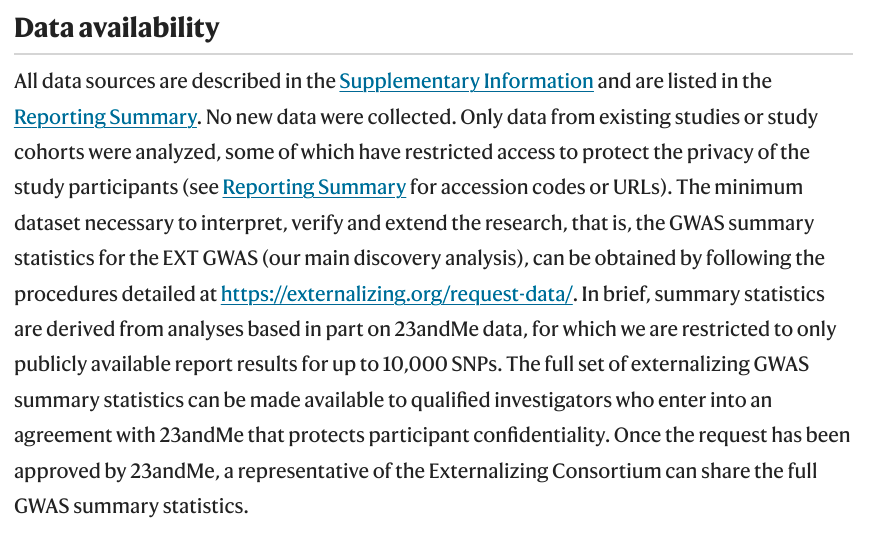 Data availability
All data sources are described in the Supplementary Information and are listed in the
Reporting Summary. No new data were collected. Only data from existing studies or study
cohorts were analyzed, some of which have restricted access to protect the privacy of the
study participants (see Reporting Summary for accession codes or URLs). The minimum
dataset necessary to interpret, verify and extend the research, that is, the GWAS summary
statistics for the EXT GWAS (our main discovery analysis), can be obtained by following the
procedures detailed at https://externalizing.org/request-data/. In brief, summary statistics
are derived from analyses based in part on 23andMe data, for which we are restricted to only
publicly available report results for up to 10,000 SNPs. The full set of externalizing GWAS
summary statistics can be made available to qualified investigators who enter into an
agreement with 23andMe that protects participant confidentiality. Once the request has been
approved by 23andMe, a representative of the Externalizing Consortium can share the full
GWAS summary statistics.